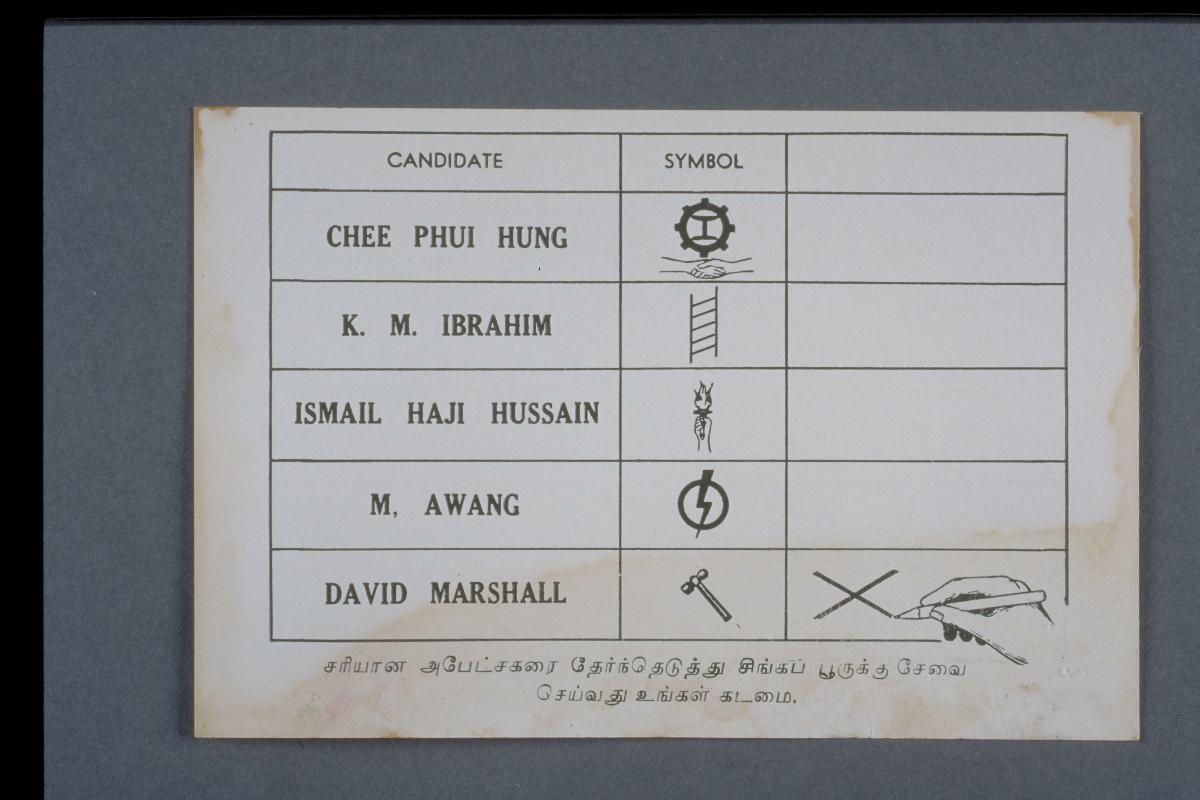 CANDIDATE SYMBOL
CHEE PHUI HUNG
K. M. IBRAHIM
ISMAIL HAJI HUSSAIN
M, AWANG
DAVID MARSHALL
சரியான அபேட்சகரை தேர்ந்தெடுத்து சிங்கப் பூருக்கு சேவை
செய்வது உங்கள் கடமை.